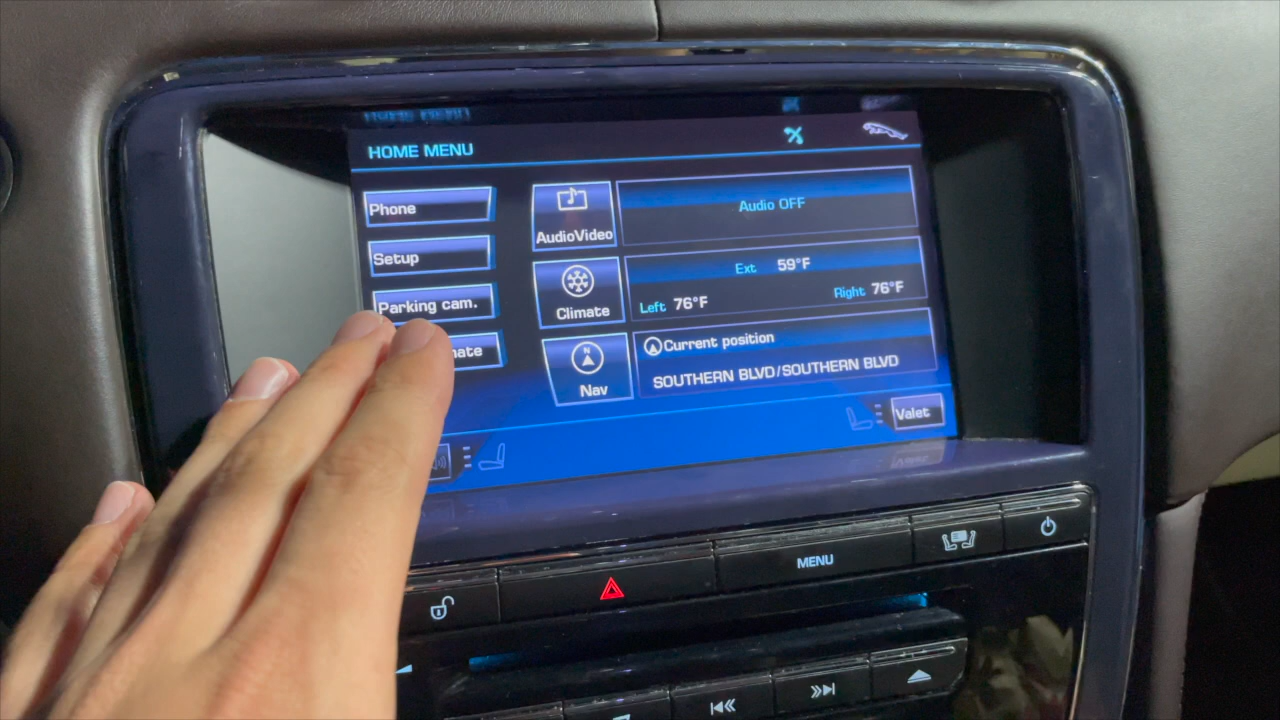 HOME MENU
Phone
Setup
Parking cam.
mate
AudioVideo
Audio OFF
Climate
Ext 59°F
Left 76°F
Right 76°F
N
Nav
Current position
SOUTHERN BLVD/SOUTHERN BLVD
Valet
MENU